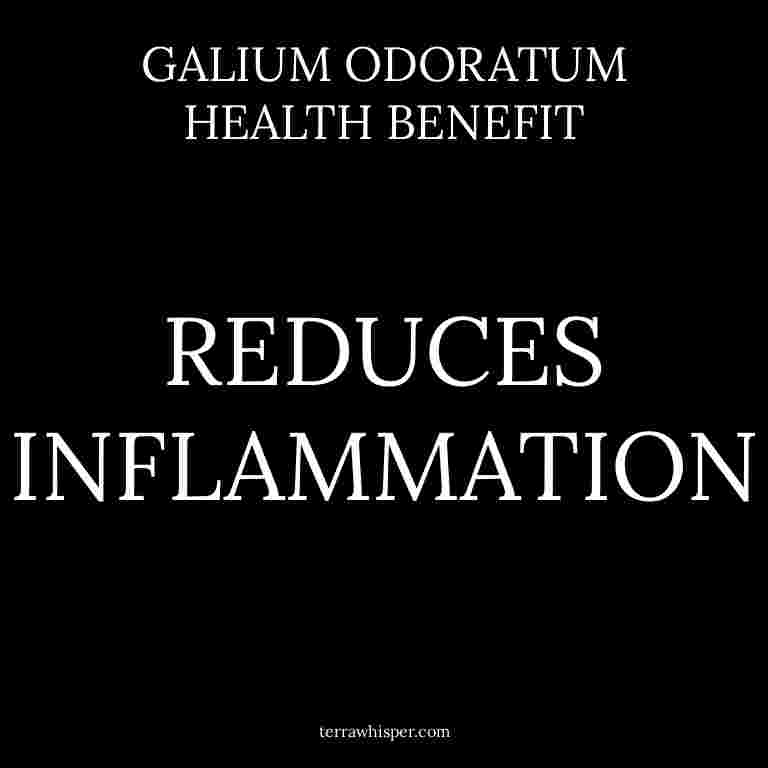 GALIUM ODORATUM
HEALTH BENEFIT
REDUCES
INFLAMMATION
terrawhisper.com